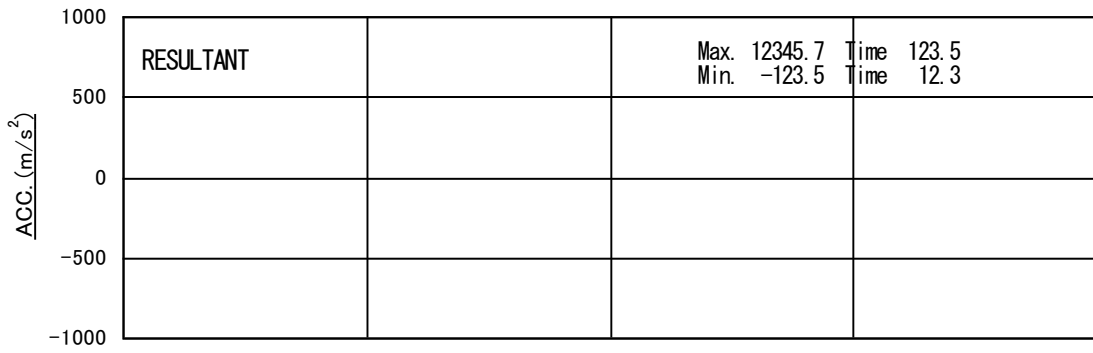 1000
RESULTANT
Max. 12345.7 Time 123.5
Min. -123.5 Time 12.3
500
ACC.(m/s²)
0
-500
-1000